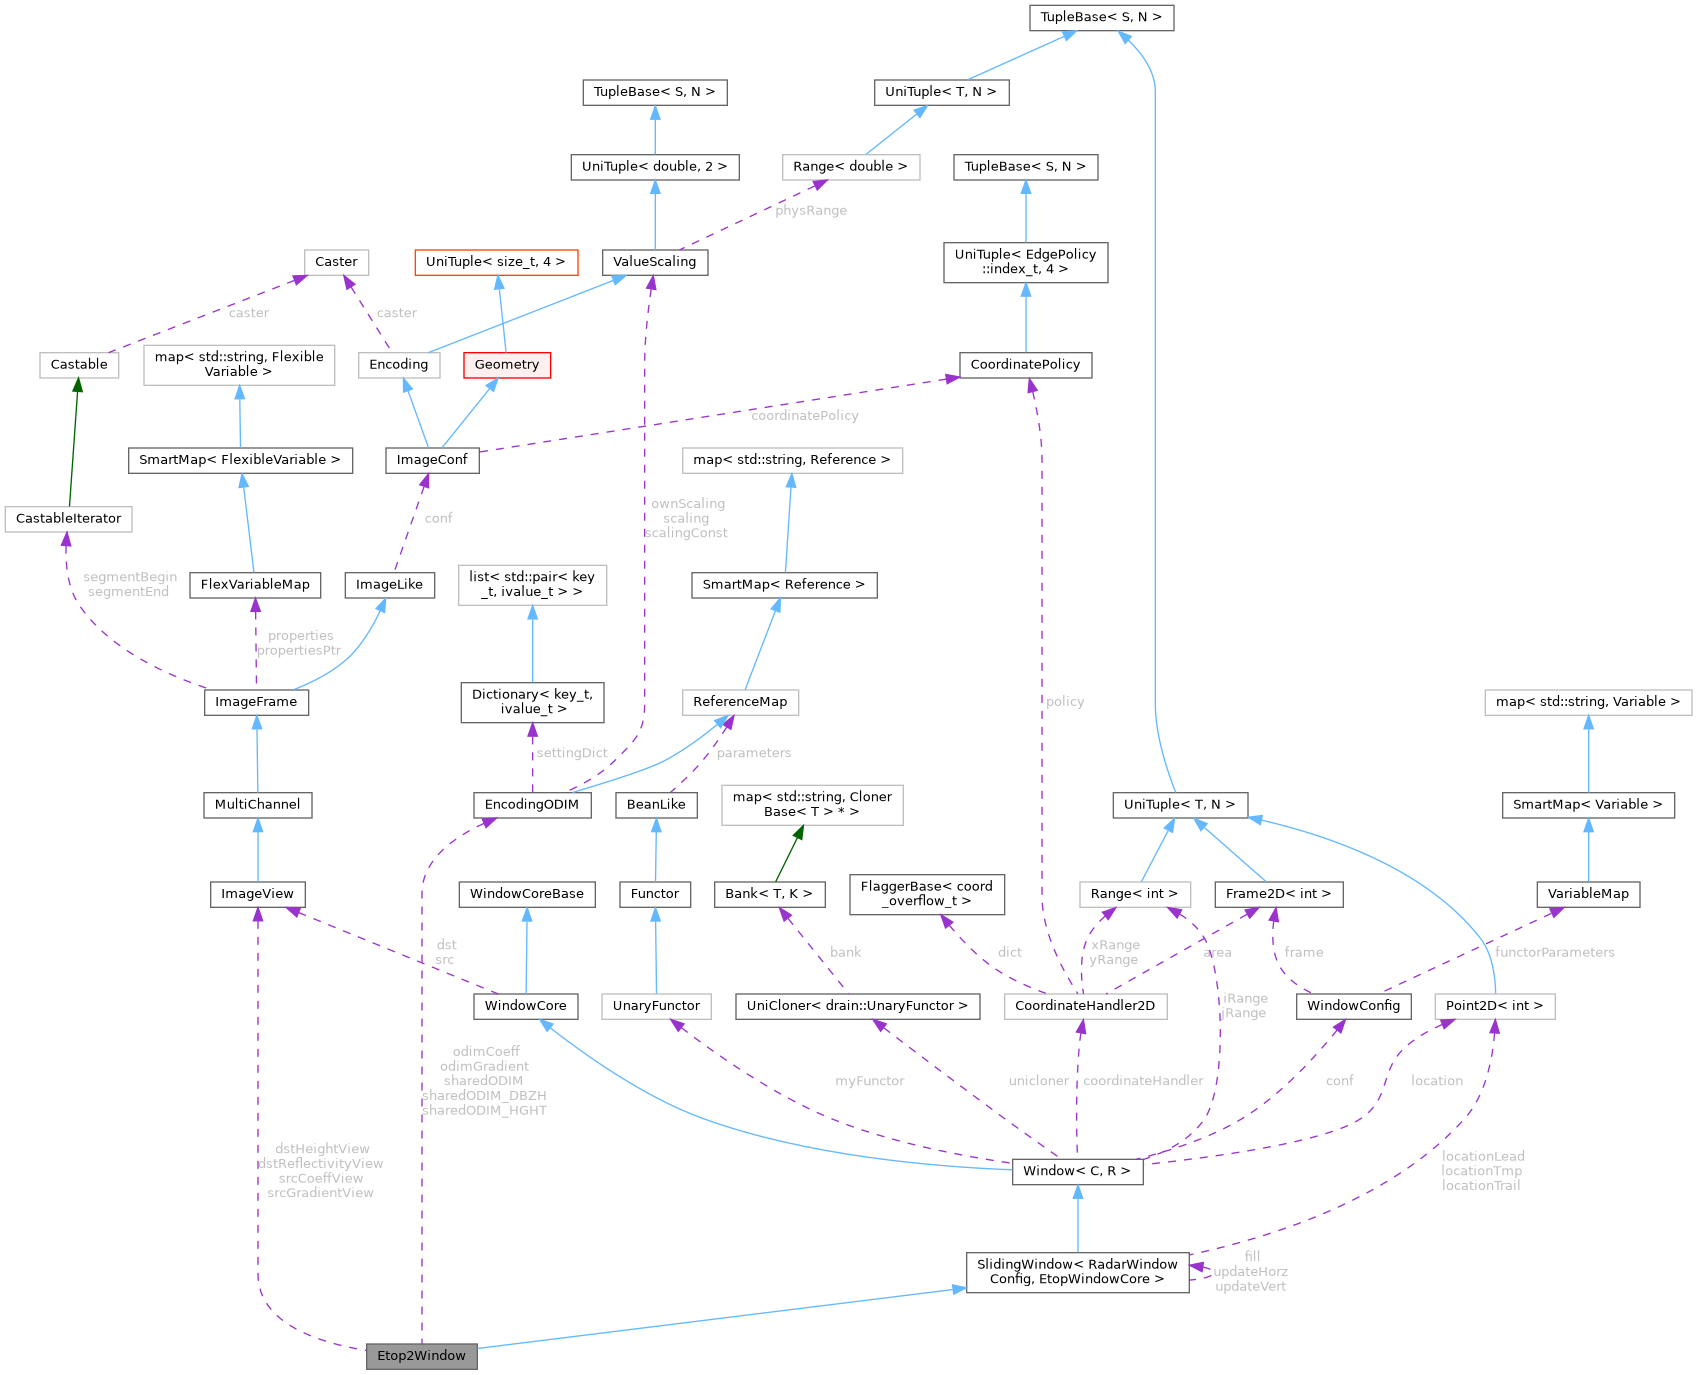 TupleBase< S, N >
TupleBase< S, N >
UniTuple< T, N >
UniTuple< double, 2 >
Range< double >
TupleBase< S, N >
physRange
Caster
UniTuple< size_t, 4 >
ValueScaling
UniTuple< EdgePolicy
::index_t, 4 >
caster
caster
Castable
map< std::string, Flexible
Variable >
Encoding
Geometry
CoordinatePolicy
coordinatePolicy
SmartMap< FlexibleVariable >
ImageConf
map< std::string, Reference >
CastableIterator
conf
ownScaling
scaling
scalingConst
segmentBegin
segmentEnd
FlexVariableMap
ImageLike
list< std::pair< key
_t, ivalue_t > >
SmartMap< Reference >
properties
propertiesPtr
ImageFrame
Dictionary< key_t,
ivalue_t >
ReferenceMap
policy
map< std::string, Variable >
settingDict
parameters
MultiChannel
EncodingODIM
BeanLike
map< std::string, Cloner
Base< T > * >
UniTuple< T, N >
SmartMap< Variable >
ImageView
WindowCoreBase
Functor
Bank< T, K >
FlaggerBase< coord
_overflow_t >
Range< int >
Frame2D< int >
VariableMap
dst
src
bank
dict
xRange
yRange
area
frame
functorParameters
WindowCore
UnaryFunctor
UniCloner< drain::UnaryFunctor >
CoordinateHandler2D
iRange
jRange
WindowConfig
Point2D< int >
odimCoeff
odimGradient
sharedODIM
sharedODIM_DBZH
sharedODIM_HGHT
myFunctor
unicloner
coordinateHandler
conf
location
dstHeightView
dstReflectivityView
srcCoeffView
srcGradientView
Window< C, R >
locationLead
locationTmp
locationTrail
SlidingWindow< RadarWindow
Config, EtopWindowCore >
fill
updateHorz
updateVert
Etop2Window